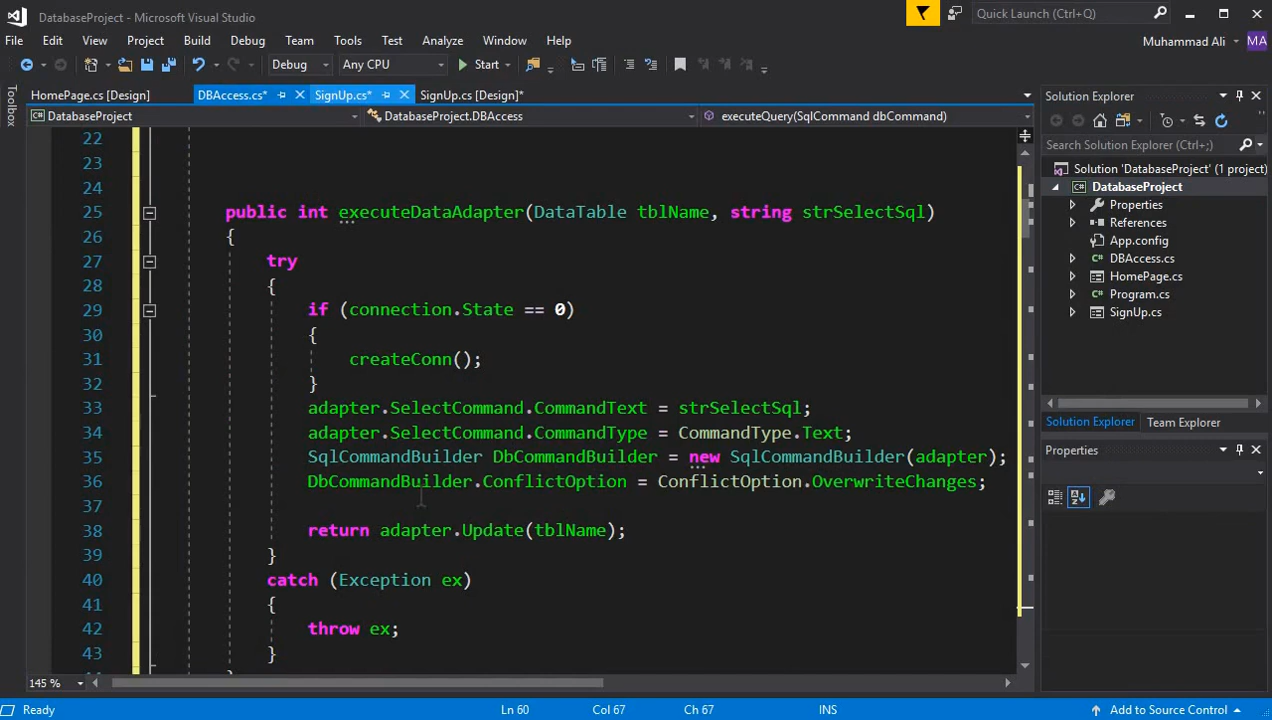 DatabaseProject - Microsoft Visual Studio
Quick Launch (Ctrl+Q)
File Edit View Project Build Debug Team Tools Test Analyze Window Help
Muhammad Ali MA
Debug Any CPU Start
Toolbox
HomePage.cs [Design] DBAccess.cs* SignUp.cs* SignUp.cs [Design]*
DatabaseProject DatabaseProject.DBAccess executeQuery(SqlCommand dbCommand)
22
23
24
25 public int executeDataAdapter(DataTable tblName, string strSelectSql)
26 {
27 try
28 {
29 if (connection.State == 0)
30 {
31 createConn();
32 }
33 adapter.SelectCommand.CommandText = strSelectSql;
34 adapter.SelectCommand.CommandType = CommandType.Text;
35 SqlCommandBuilder DbCommandBuilder = new SqlCommandBuilder(adapter);
36 DbCommandBuilder.ConflictOption = ConflictOption.OverwriteChanges;
37
38 return adapter.Update(tblName);
39 }
40 catch (Exception ex)
41 {
42 throw ex;
43 }
145 %
Solution Explorer
Search Solution Explorer (Ctrl+;)
Solution 'DatabaseProject' (1 project)
C# DatabaseProject
Properties
References
App.config
C# DBAccess.cs
HomePage.cs
C# Program.cs
SignUp.cs
Solution Explorer Team Explorer
Properties
Ready Ln 60 Col 67 Ch 67 INS Add to Source Control